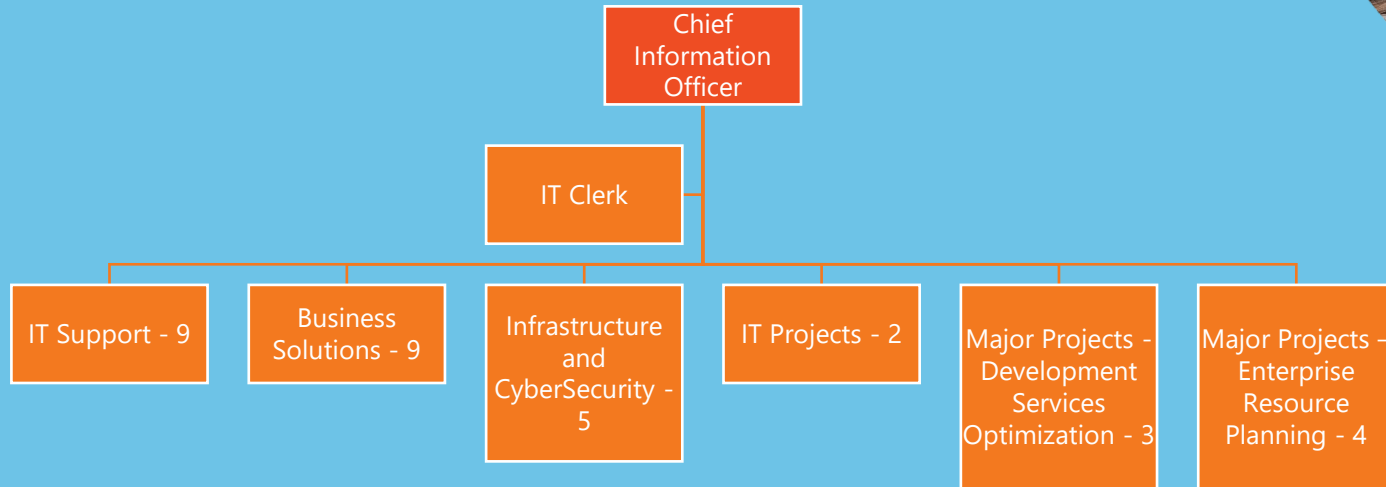 Chief
Information
Officer
IT Clerk
IT Support - 9
Business
Solutions - 9
Infrastructure
and
CyberSecurity -
5
IT Projects - 2
Major Projects -
Development
Services
Optimization - 3
Major Projects –
Enterprise
Resource
Planning - 4